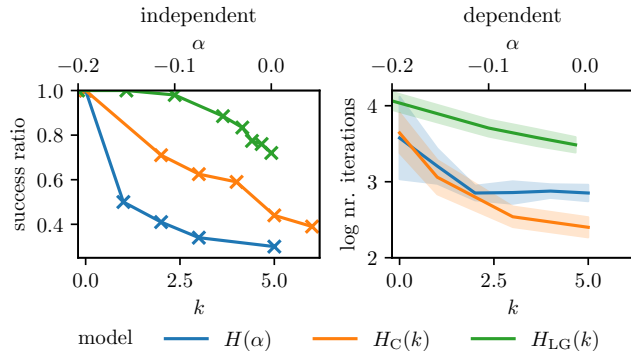 independent
dependent
α
α
−0.2
−0.1
0.0
−0.2
−0.1
0.0
success ratio
1.0
0.8
0.6
0.4
log nr. iterations
4
3
2
0.0
2.5
5.0
0.0
2.5
5.0
k
k
model
H(α)
H_C(k)
H_LG(k)